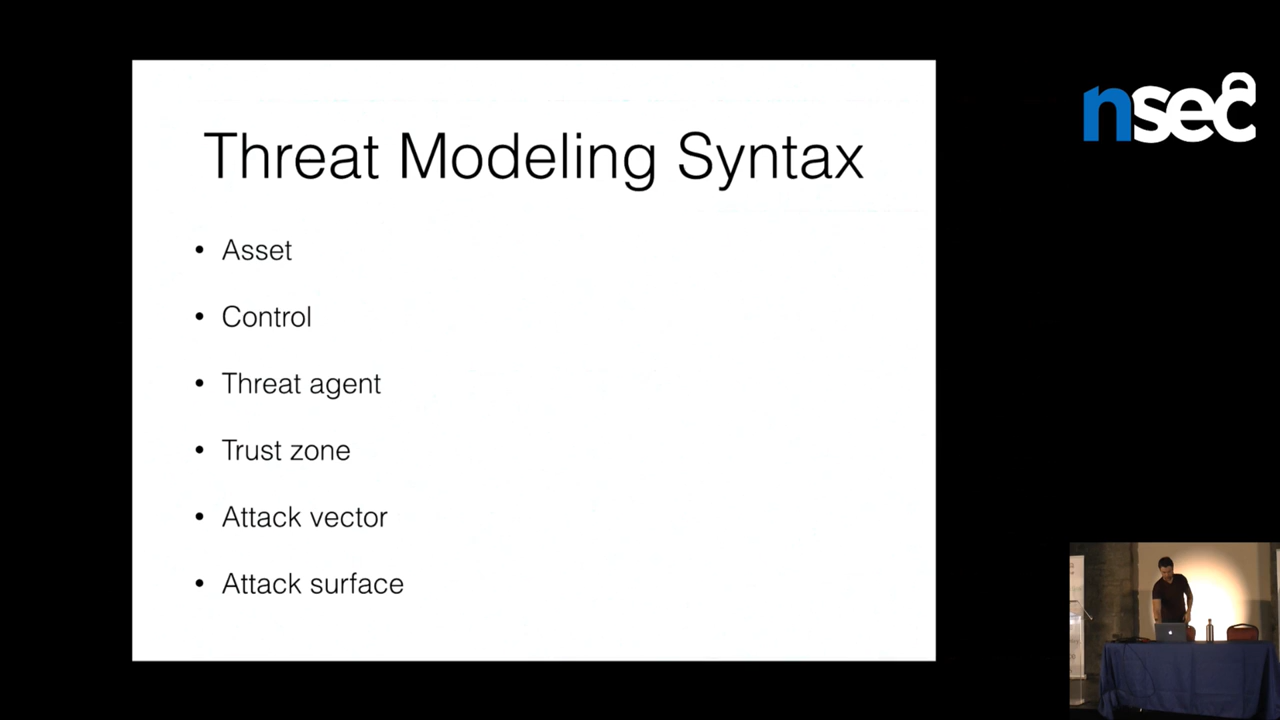 Threat Modeling Syntax
• Asset
• Control
• Threat agent
• Trust zone
• Attack vector
• Attack surface
nsec